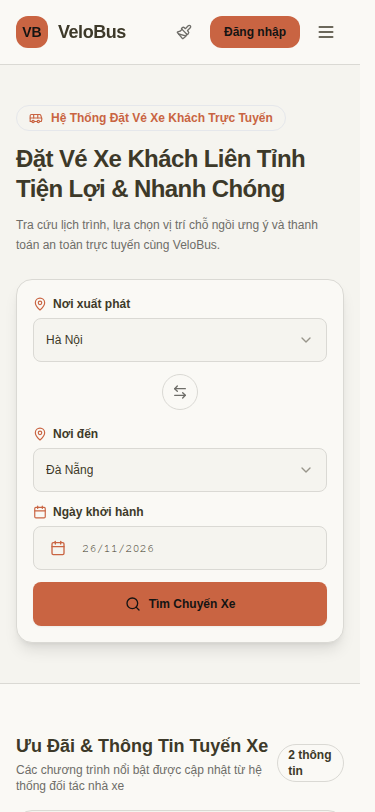 VB VeloBus Đăng nhập
Hệ Thống Đặt Vé Xe Khách Trực Tuyến
Đặt Vé Xe Khách Liên Tỉnh
Tiện Lợi & Nhanh Chóng
Tra cứu lịch trình, lựa chọn vị trí chỗ ngồi ưng ý và thanh
toán an toàn trực tuyến cùng VeloBus.
Nơi xuất phát
Hà Nội
Nơi đến
Đà Nẵng
Ngày khởi hành
26/11/2026
Tìm Chuyến Xe
Ưu Đãi & Thông Tin Tuyến Xe
Các chương trình nổi bật được cập nhật từ hệ
thống đối tác nhà xe
2 thông
tin